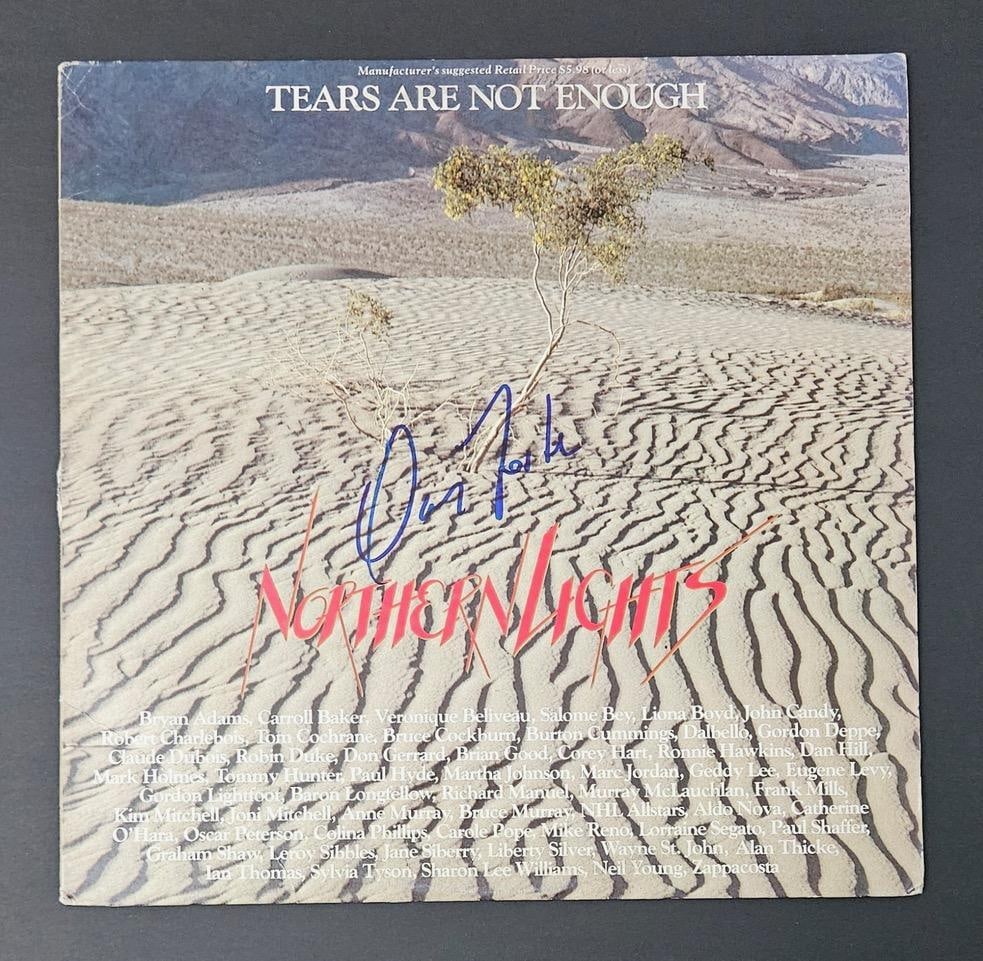 Manufacturer's suggested Retail Price $5.98 (or less)
TEARS ARE NOT ENOUGH
NORTHERN LIGHTS
Bryan Adams, Carroll Baker, Veronique Beliveau, Salome Bey, Liona Boyd, John Candy,
Robert Charlebois, Tom Cochrane, Bruce Cockburn, Burton Cummings, Dalbello, Gordon Deppe,
Claude Dubois, Robin Duke, Don Gerrard, Brian Good, Corey Hart, Ronnie Hawkins, Dan Hill,
Mark Holmes, Tommy Hunter, Paul Hyde, Martha Johnson, Marc Jordan, Geddy Lee, Eugene Levy,
Gordon Lightfoot, Baron Longfellow, Richard Manuel, Murray McLauchlan, Frank Mills,
Kim Mitchell, Joni Mitchell, Anne Murray, Bruce Murray, NHL Allstars, Aldo Nova, Catherine
O'Hara, Oscar Peterson, Colina Phillips, Carole Pope, Mike Reno, Lorraine Segato, Paul Shaffer,
Graham Shaw, Leroy Sibbles, Jane Siberry, Liberty Silver, Wayne St. John, Alan Thicke,
Ian Thomas, Sylvia Tyson, Sharon Lee Williams, Neil Young, Zappacosta